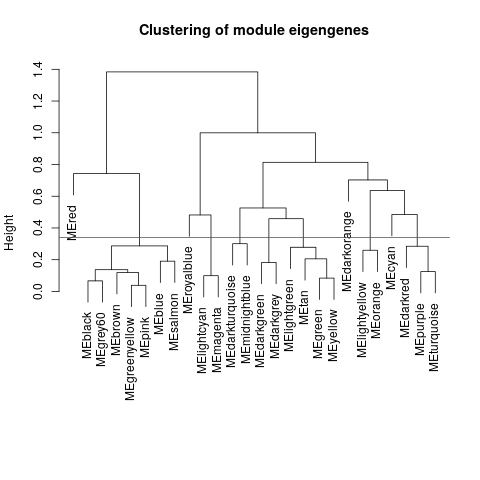 Clustering of module eigengenes
Height
1.4
1.2
1.0
0.8
0.6
0.4
0.2
0.0
MEred
MEblack
MEgrey60
MEbrown
MEgreenyellow
MEpink
MEblue
MEsalmon
MEroyalblue
MElightcyan
MEmagenta
MEdarkturquoise
MEmidnightblue
MEdarkgreen
MEdarkgrey
MElightgreen
MEtan
MEgreen
MEyellow
MEdarkorange
MElightyellow
MEorange
MEcyan
MEdarkred
MEpurple
MEturquoise